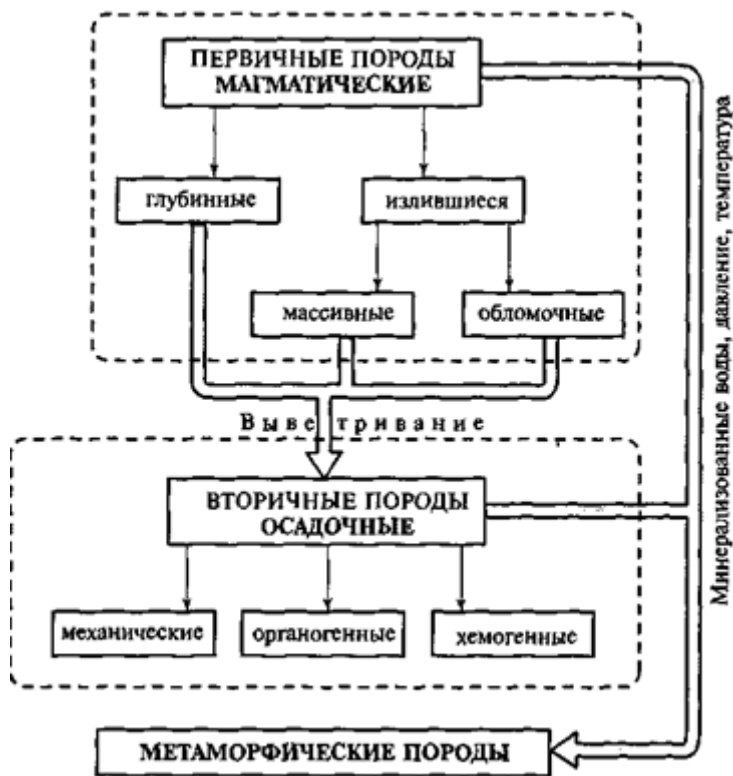 ПЕРВИЧНЫЕ ПОРОДЫ
МАГМАТИЧЕСКИЕ
глубинные
излившиеся
массивные
обломочные
Выветривание
ВТОРИЧНЫЕ ПОРОДЫ
ОСАДОЧНЫЕ
механические
органогенные
хемогенные
МЕТАМОРФИЧЕСКИЕ ПОРОДЫ
Минерализованные воды, давление, температура